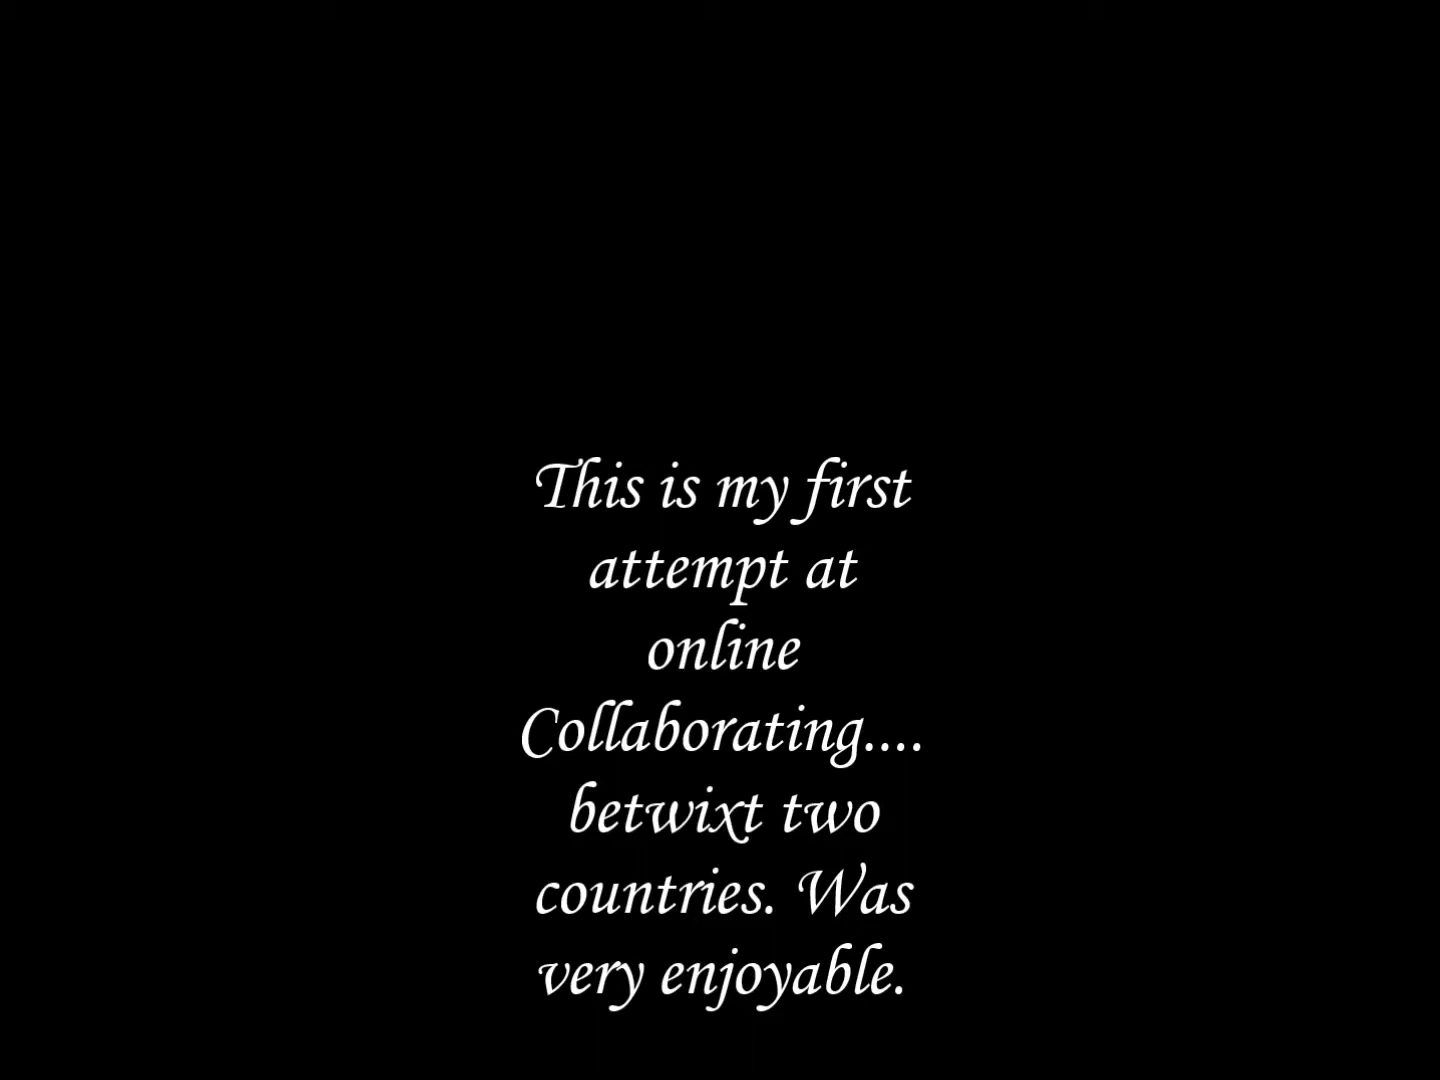 This is my first
attempt at
online
Collaborating....
betwixt two
countries. Was
very enjoyable.